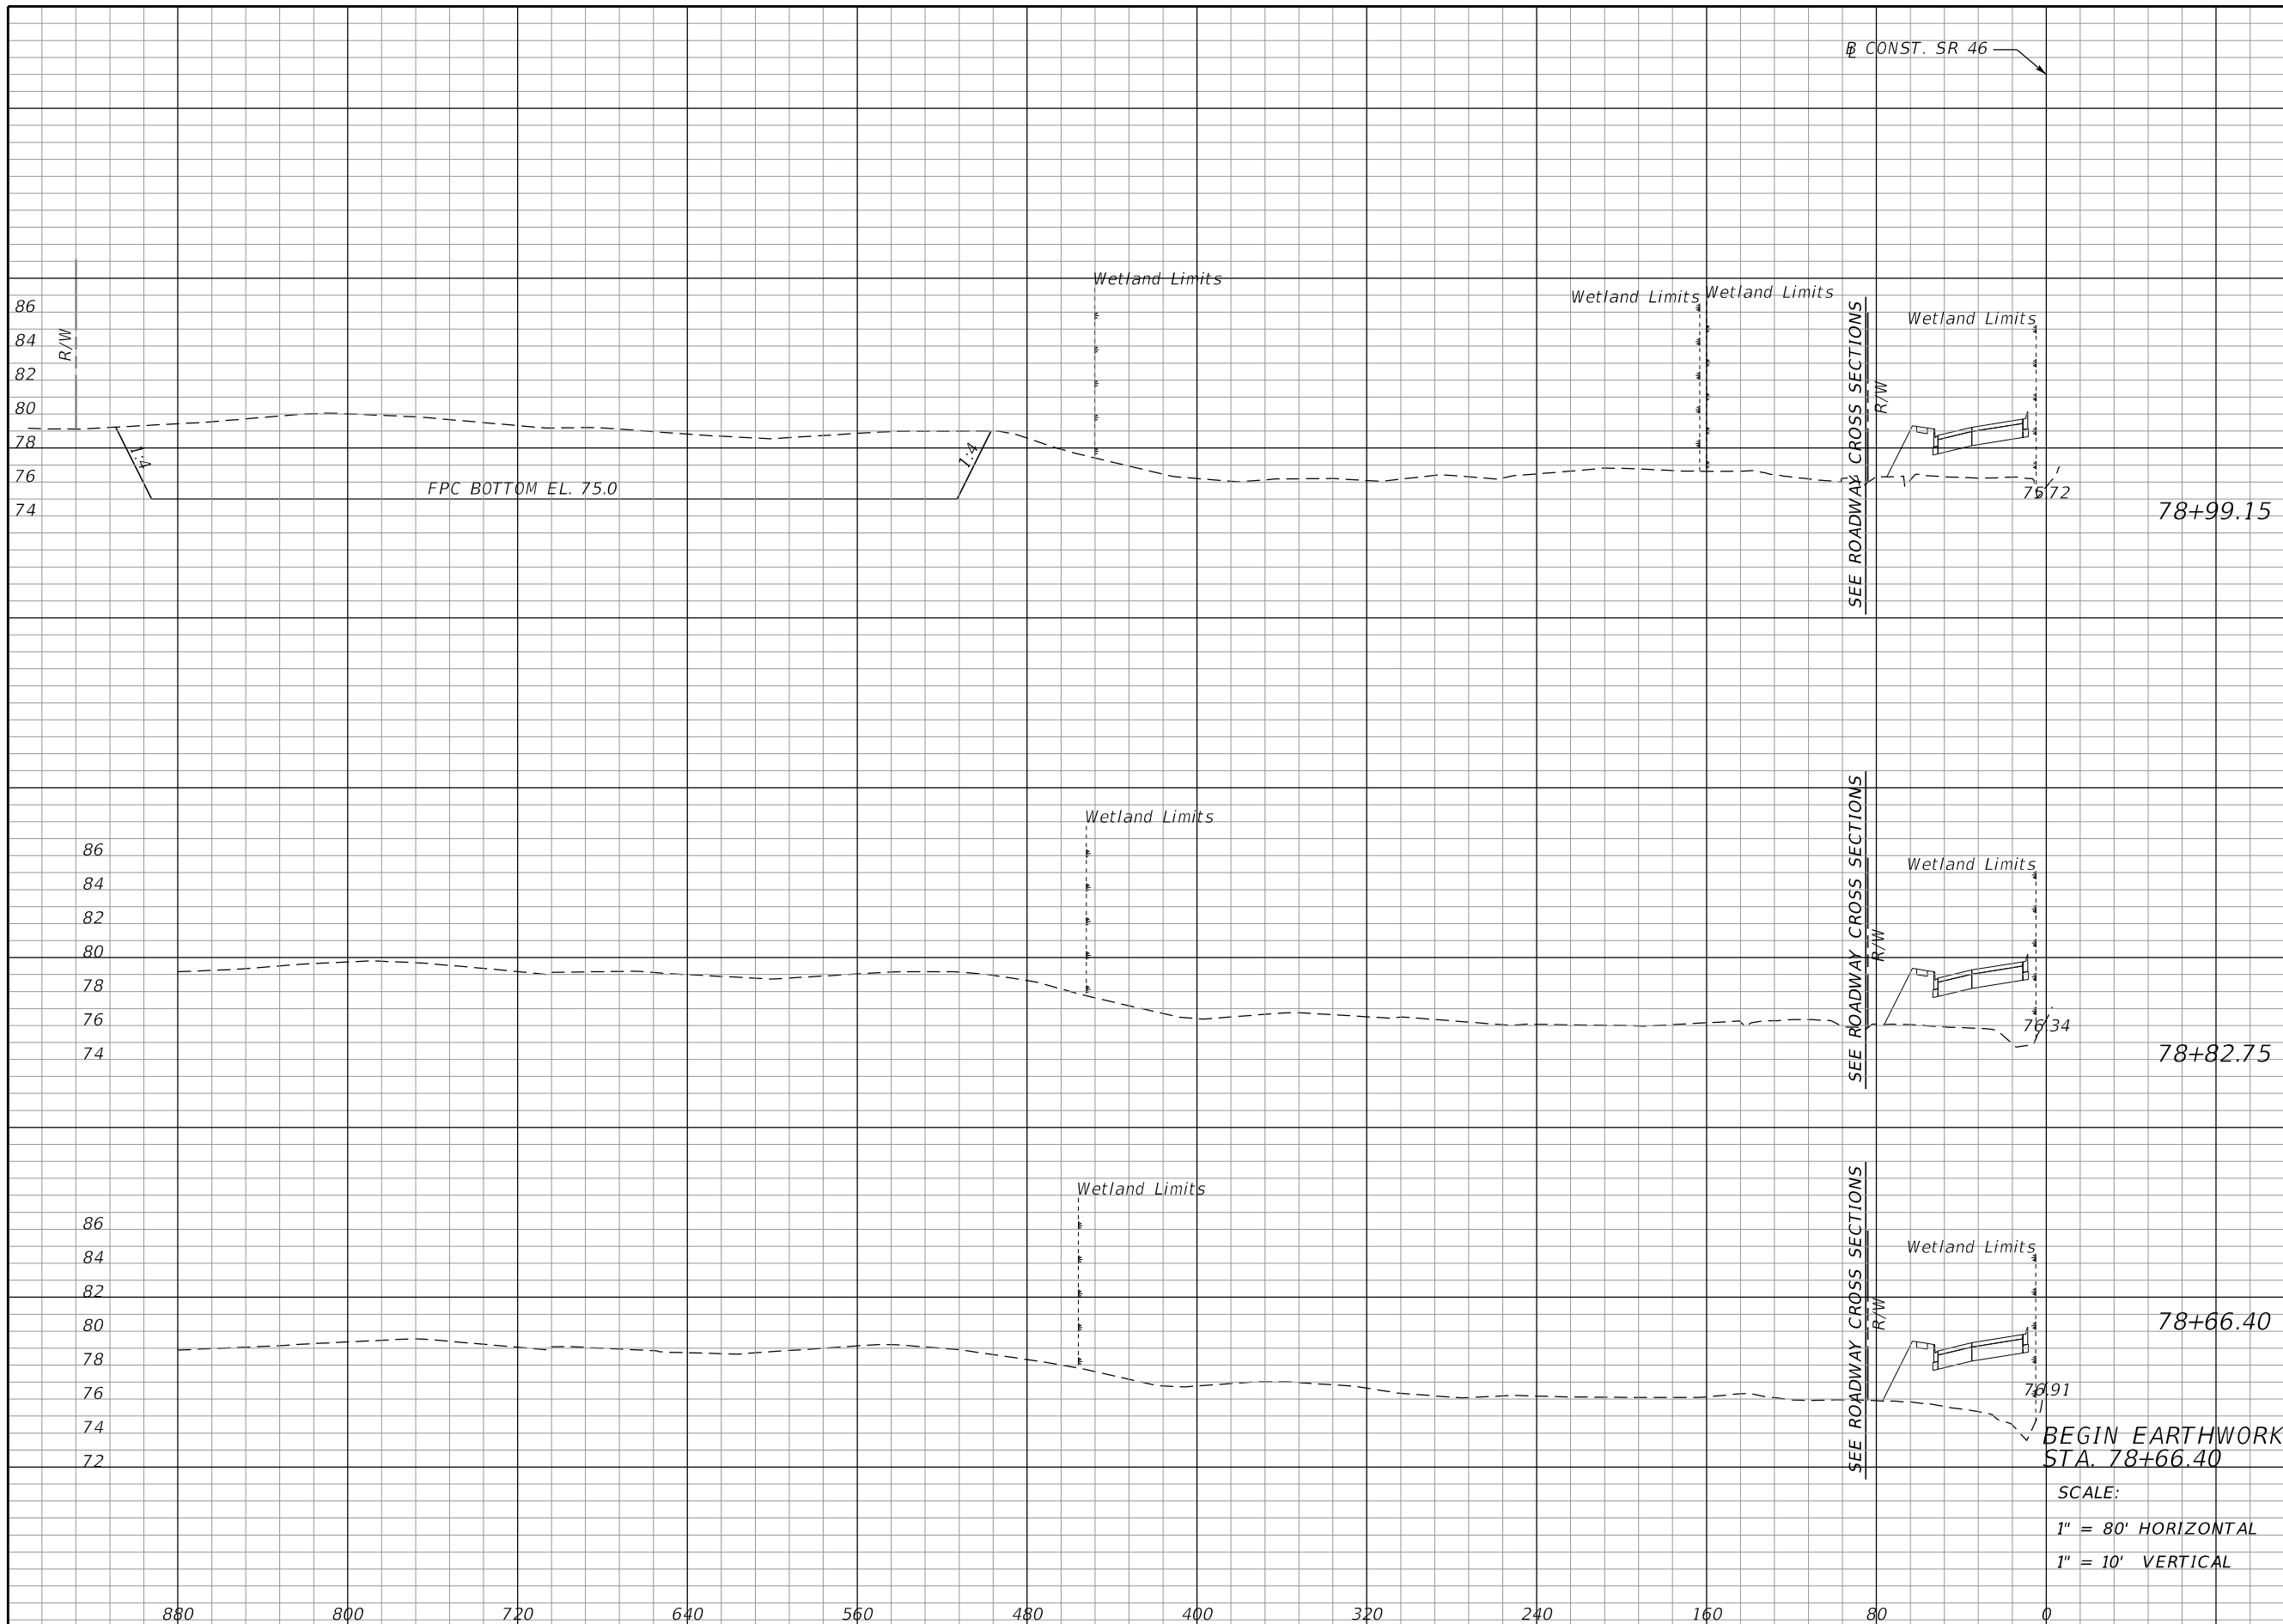 BL CONST. SR 46
Wetland Limits
Wetland Limits
Wetland Limits
Wetland Limits
86
84
82
80
78
76
74
R/W
1:4
FPC BOTTOM EL. 75.0
1:4
SEE ROADWAY CROSS SECTIONS
R/W
75.72
78+99.15
Wetland Limits
Wetland Limits
86
84
82
80
78
76
74
SEE ROADWAY CROSS SECTIONS
R/W
76.34
78+82.75
Wetland Limits
Wetland Limits
86
84
82
80
78
76
74
72
SEE ROADWAY CROSS SECTIONS
R/W
78+66.40
76.91
BEGIN EARTHWORK
STA. 78+66.40
SCALE:
1" = 80' HORIZONTAL
1" = 10' VERTICAL
880 800 720 640 560 480 400 320 240 160 80 0